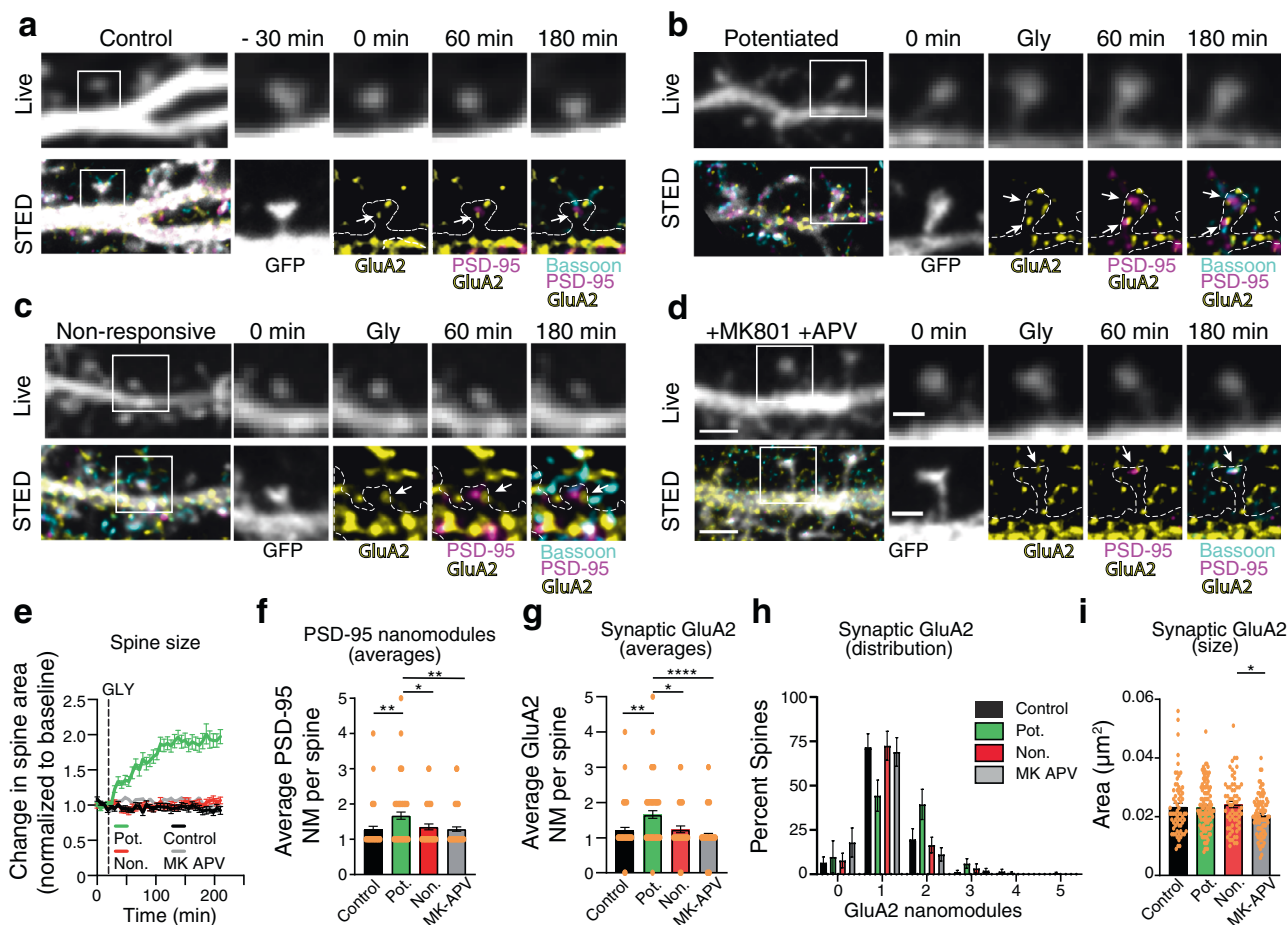 a
Control
- 30 min
0 min
60 min
180 min
Live
STED
GFP
GluA2
PSD-95
GluA2
Bassoon
PSD-95
GluA2
b
Potentiated
0 min
Gly
60 min
180 min
Live
STED
GFP
GluA2
PSD-95
GluA2
Bassoon
PSD-95
GluA2
c
Non-responsive
0 min
Gly
60 min
180 min
Live
STED
GFP
GluA2
PSD-95
GluA2
Bassoon
PSD-95
GluA2
d
+MK801 +APV
0 min
Gly
60 min
180 min
Live
STED
GFP
GluA2
PSD-95
GluA2
Bassoon
PSD-95
GluA2
e
Spine size
Change in spine area
(normalized to baseline)
2.5
2.0
1.5
1.0
0.5
0
GLY
Pot.
Control
Non.
MK APV
0
100
200
Time (min)
f
PSD-95 nanomodules
(averages)
Average PSD-95
NM per spine
5
4
3
2
1
0
**
*
**
Control
Pot.
Non.
MK-APV
g
Synaptic GluA2
(averages)
Average GluA2
NM per spine
5
4
3
2
1
0
****
*
**
Control
Pot.
Non.
MK-APV
h
Synaptic GluA2
(distribution)
Percent Spines
100
75
50
25
0
Control
Pot.
Non.
MK APV
0
1
2
3
4
5
GluA2 nanomodules
i
Synaptic GluA2
(size)
Area (µm²)
0.06
0.04
0.02
0
*
Control
Pot.
Non.
MK-APV